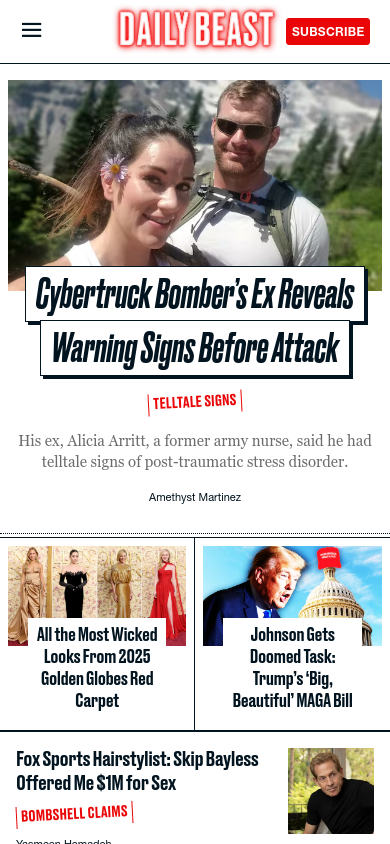 DAILY BEAST
SUBSCRIBE
Cybertruck Bomber's Ex Reveals
Warning Signs Before Attack
TELLTALE SIGNS
His ex, Alicia Arritt, a former army nurse, said he had
telltale signs of post-traumatic stress disorder.
Amethyst Martinez
All the Most Wicked
Looks From 2025
Golden Globes Red
Carpet
Johnson Gets
Doomed Task:
Trump's ‘Big,
Beautiful’ MAGA Bill
Fox Sports Hairstylist: Skip Bayless
Offered Me $1M for Sex
BOMBSHELL CLAIMS
Yasmeen Hamadeh